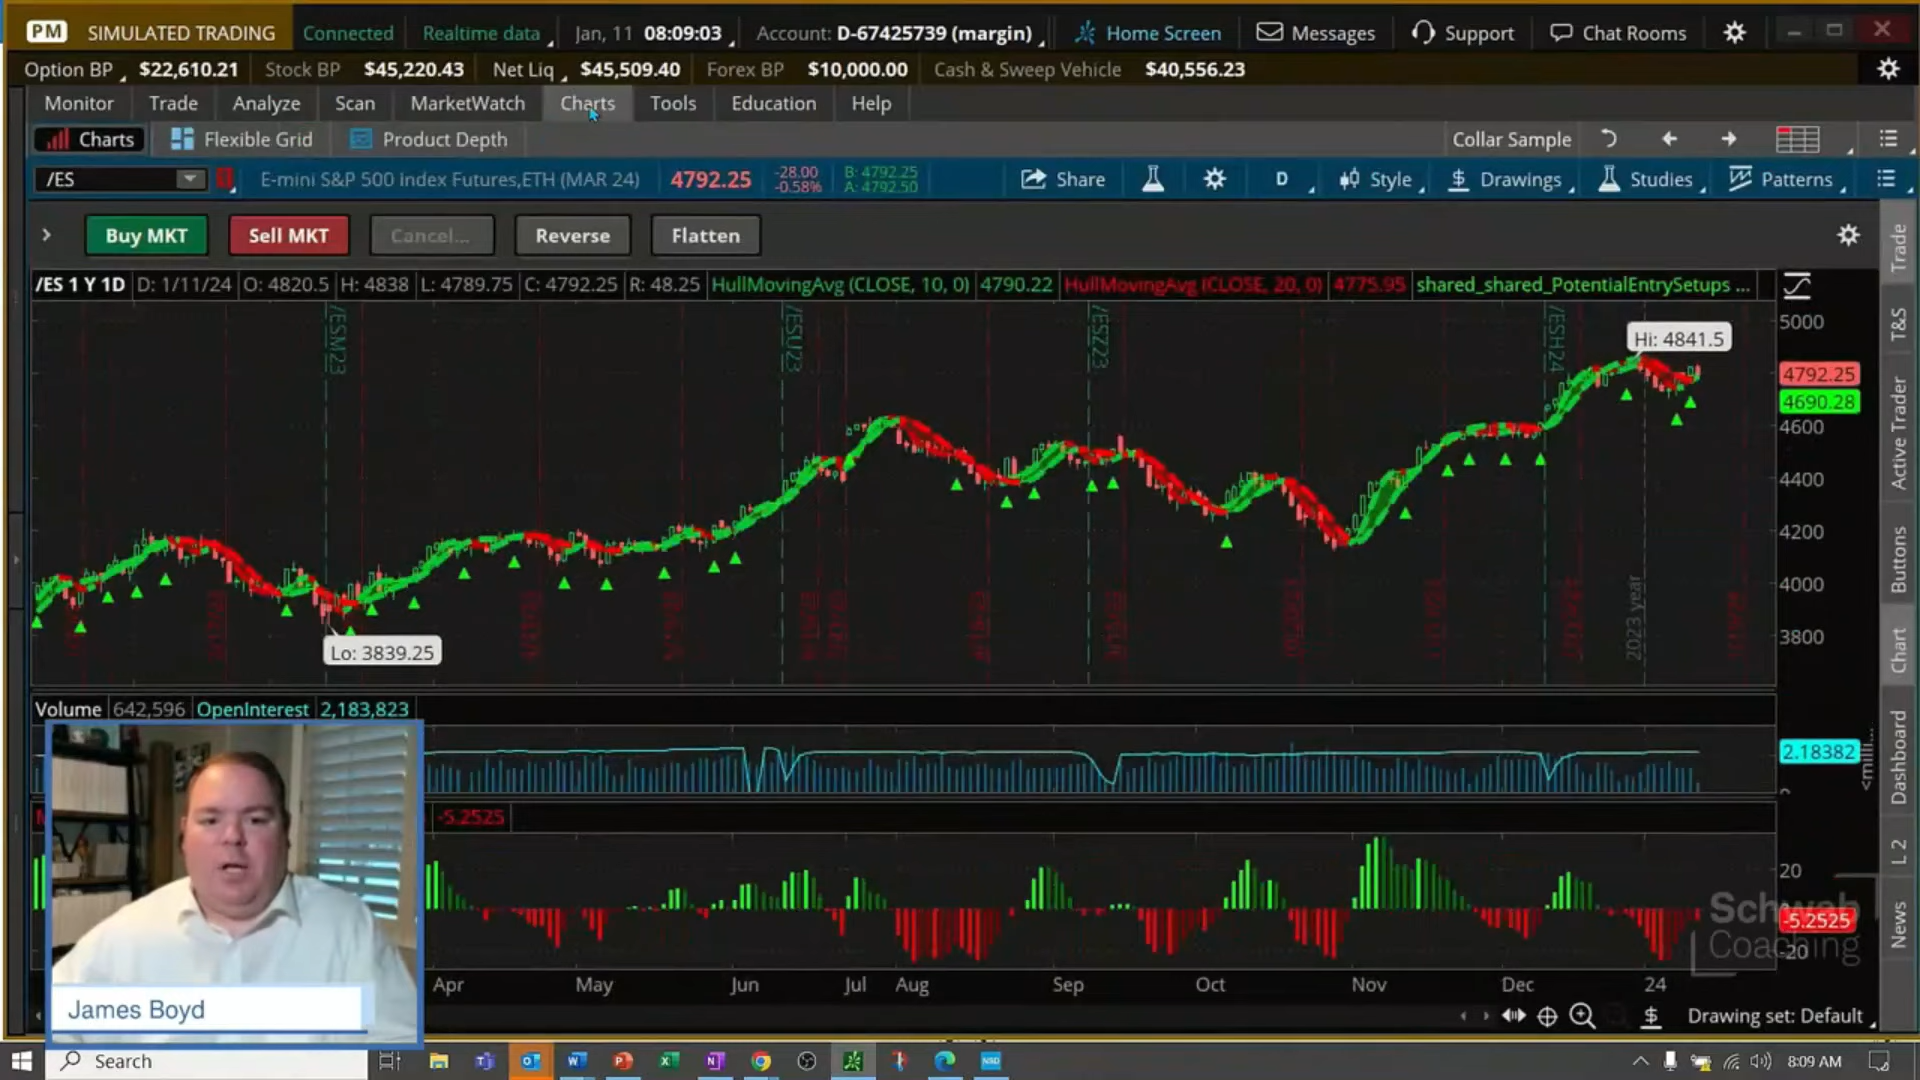 PM SIMULATED TRADING Connected Realtime data Jan, 11 08:09:03 Account: D-67425739 (margin) Home Screen Messages Support Chat Rooms
Option BP $22,610.21 Stock BP $45,220.43 Net Liq $45,509.40 Forex BP $10,000.00 Cash & Sweep Vehicle $40,556.23
Monitor Trade Analyze Scan MarketWatch Charts Tools Education Help
Charts Flexible Grid Product Depth Collar Sample
/ES E-mini S&P 500 Index Futures,ETH (MAR 24) 4792.25 -28.00 -0.58% B: 4792.25 A: 4792.50 Share D Style Drawings Studies Patterns
Buy MKT Sell MKT Cancel... Reverse Flatten
/ES 1 Y 1D D: 1/11/24 O: 4820.5 H: 4838 L: 4789.75 C: 4792.25 R: 48.25 HullMovingAvg (CLOSE, 10, 0) 4790.22 HullMovingAvg (CLOSE, 20, 0) 4775.95 shared_shared_PotentialEntrySetups ...
/ESM23
/ESU23
/ESZ23
/ESH24
Hi: 4841.5
Lo: 3839.25
2023 year
5000
4792.25
4690.28
4600
4400
4200
4000
3800
Volume 642,596 OpenInterest 2,183,823
2.18382
<milli...
-5.2525
20
-5.2525
-20
Schwab
Coaching
Apr May Jun Jul Aug Sep Oct Nov Dec 24
Drawing set: Default
James Boyd
Trade
T&S
Active Trader
Buttons
Chart
Dashboard
L 2
News
Search
8:09 AM